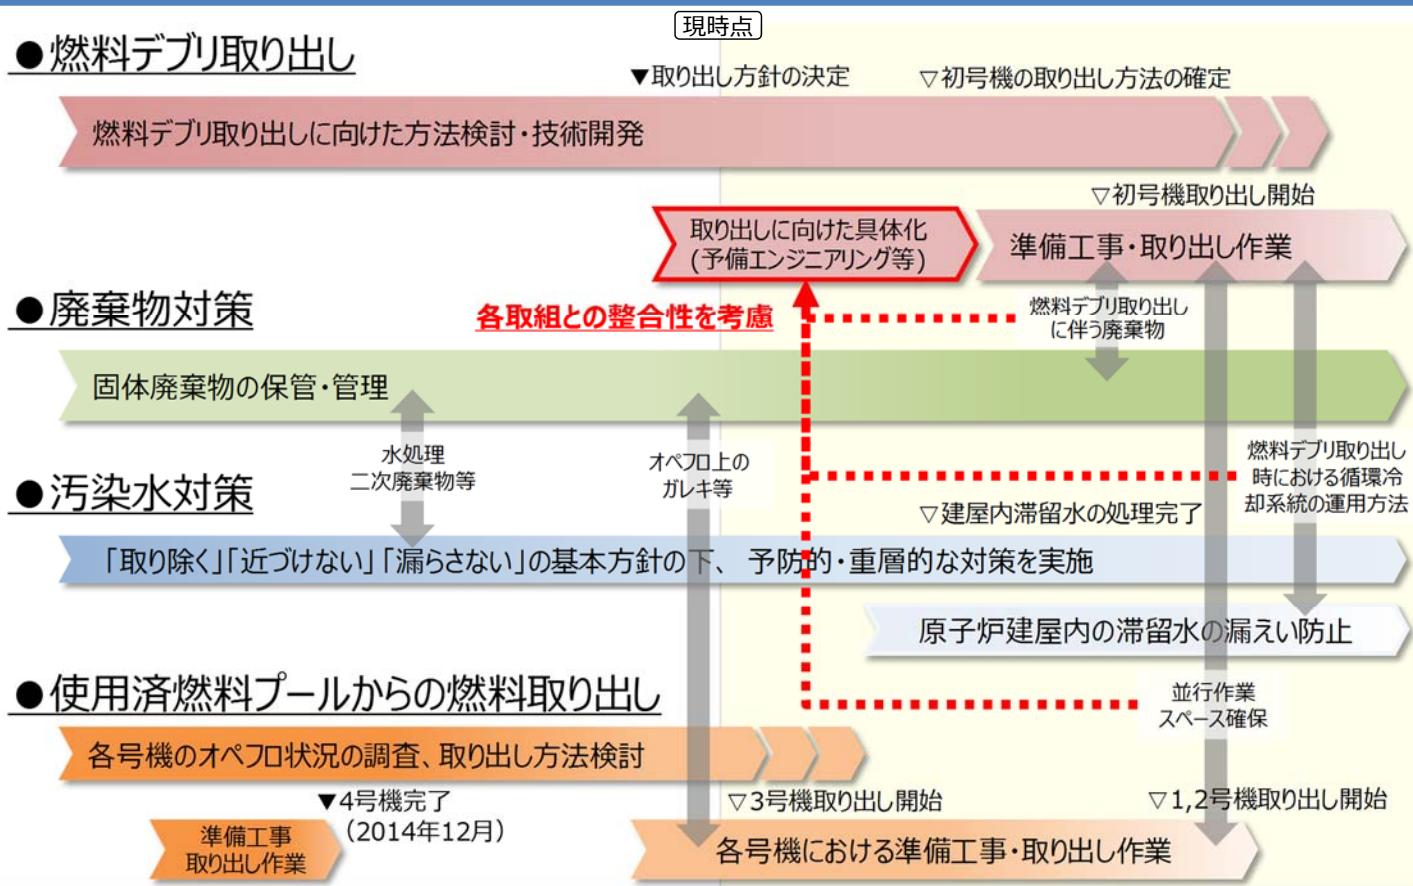 現時点
●燃料デブリ取り出し
▼取り出し方針の決定
▽初号機の取り出し方法の確定
燃料デブリ取り出しに向けた方法検討・技術開発
▽初号機取り出し開始
取り出しに向けた具体化
(予備エンジニアリング等)
準備工事・取り出し作業
●廃棄物対策
各取組との整合性を考慮
燃料デブリ取り出し
に伴う廃棄物
固体廃棄物の保管・管理
水処理
二次廃棄物等
オペフロ上の
ガレキ等
燃料デブリ取り出し
時における循環冷
却系統の運用方法
●汚染水対策
▽建屋内滞留水の処理完了
「取り除く」「近づけない」「漏らさない」の基本方針の下、予防的・重層的な対策を実施
原子炉建屋内の滞留水の漏えい防止
●使用済燃料プールからの燃料取り出し
並行作業
スペース確保
各号機のオペフロ状況の調査、取り出し方法検討
▼4号機完了
（2014年12月）
▽3号機取り出し開始
▽1,2号機取り出し開始
準備工事
取り出し作業
各号機における準備工事・取り出し作業